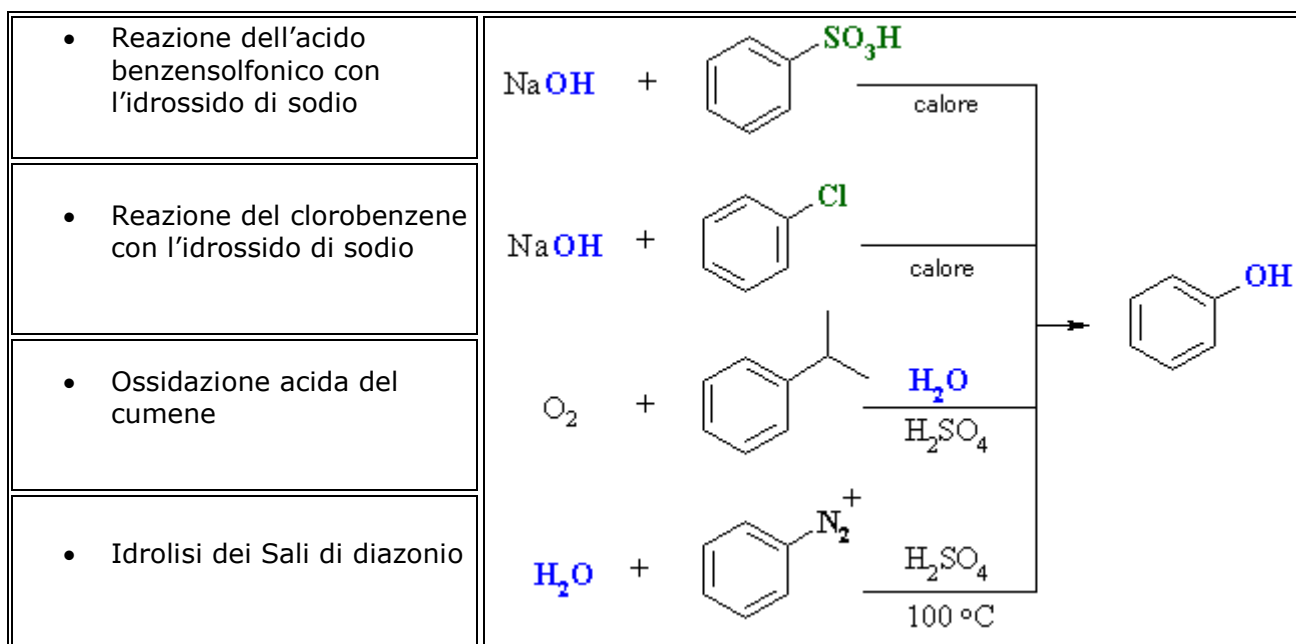 • Reazione dell’acido
benzensolfonico con
l’idrossido di sodio
NaOH + SO3H
calore
• Reazione del clorobenzene
con l’idrossido di sodio
NaOH + Cl
calore
OH
• Ossidazione acida del
cumene
O2 + H2O
H2SO4
• Idrolisi dei Sali di diazonio
H2O + N2+
H2SO4
100 oC